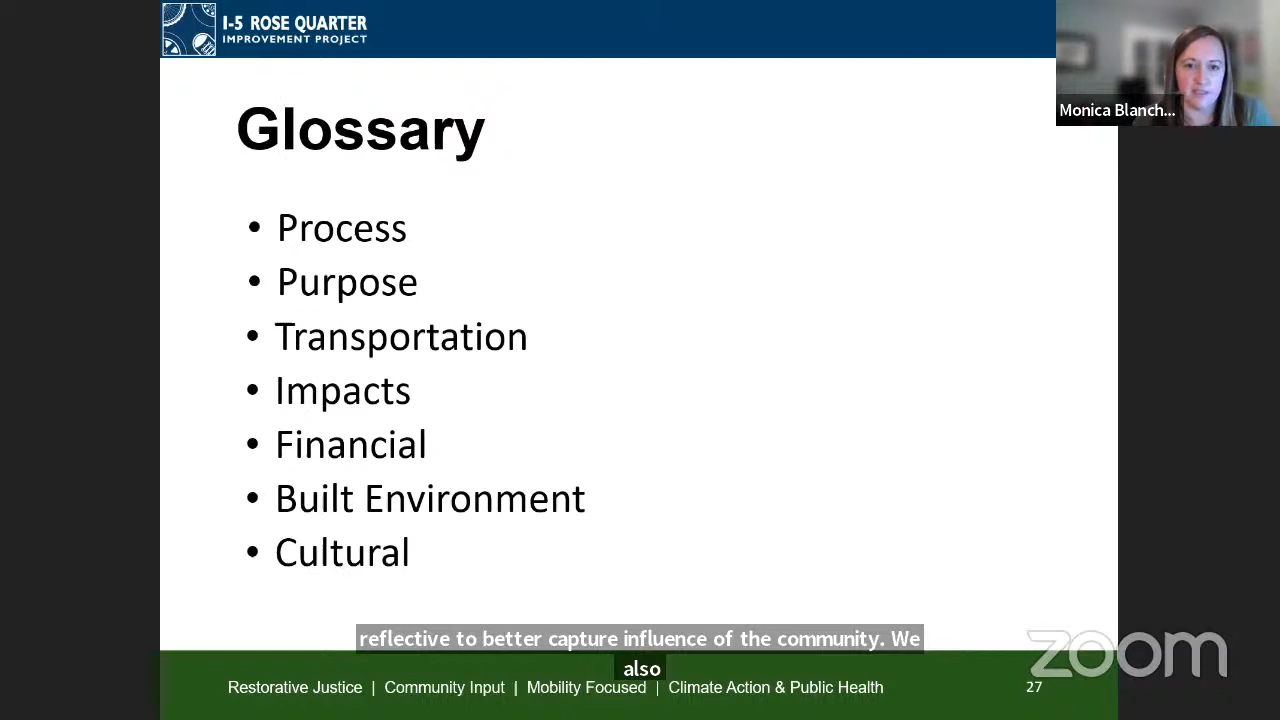 I-5 ROSE QUARTER
IMPROVEMENT PROJECT
Monica Blanch...
Glossary
• Process
• Purpose
• Transportation
• Impacts
• Financial
• Built Environment
• Cultural
reflective to better capture influence of the community. We
also
zoom
Restorative Justice | Community Input | Mobility Focused | Climate Action & Public Health
27